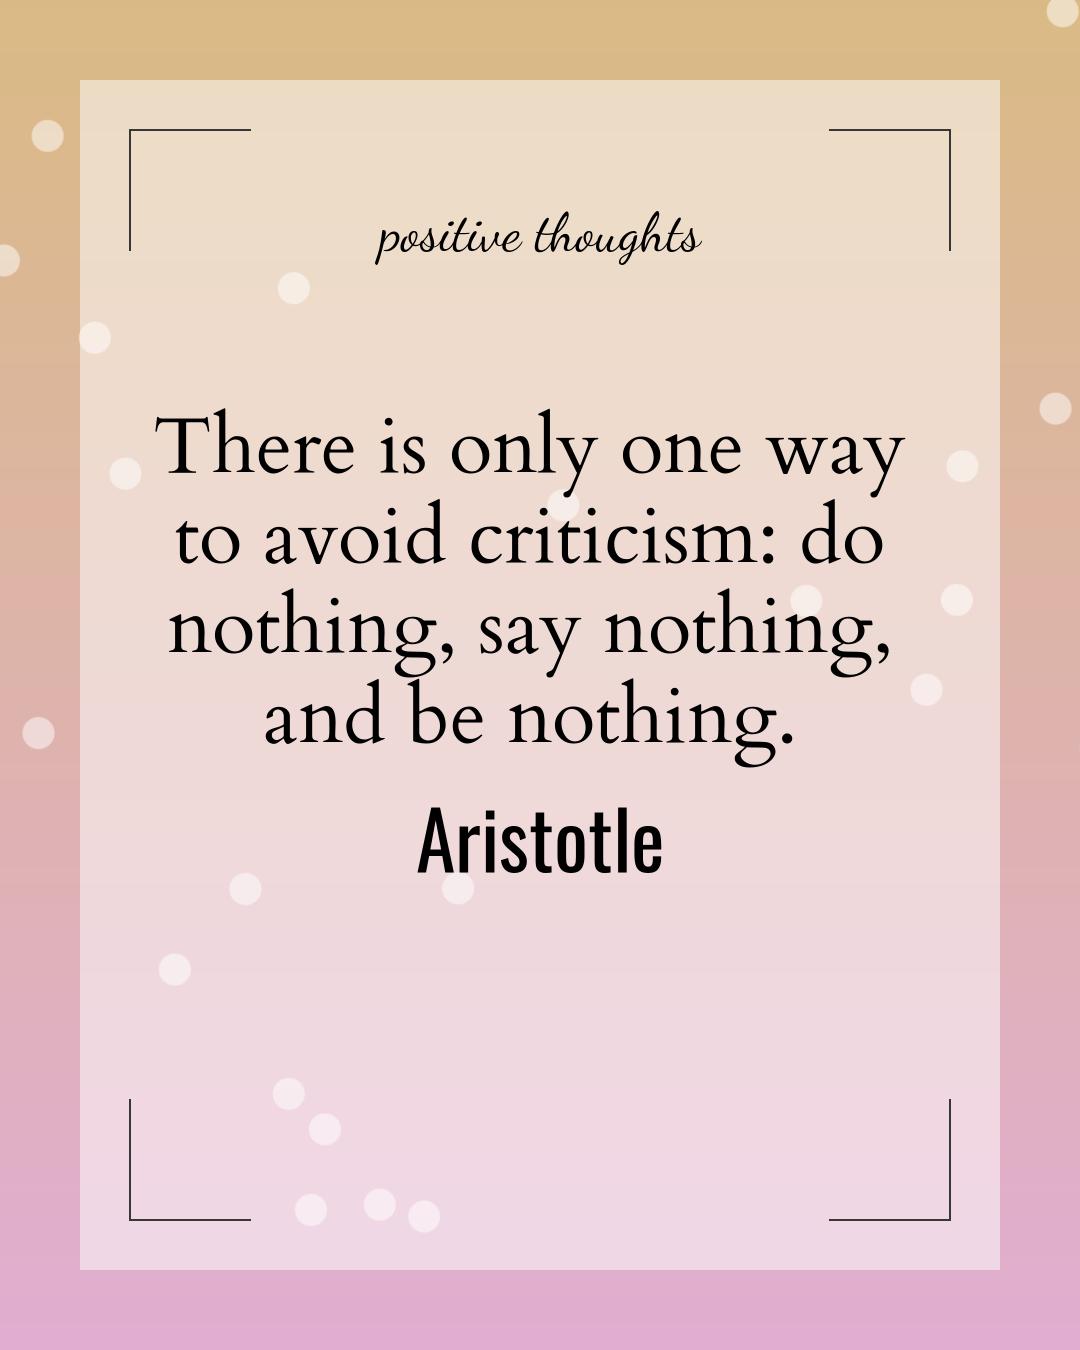 positive thoughts
There is only one way
to avoid criticism: do
nothing, say nothing,
and be nothing.
Aristotle